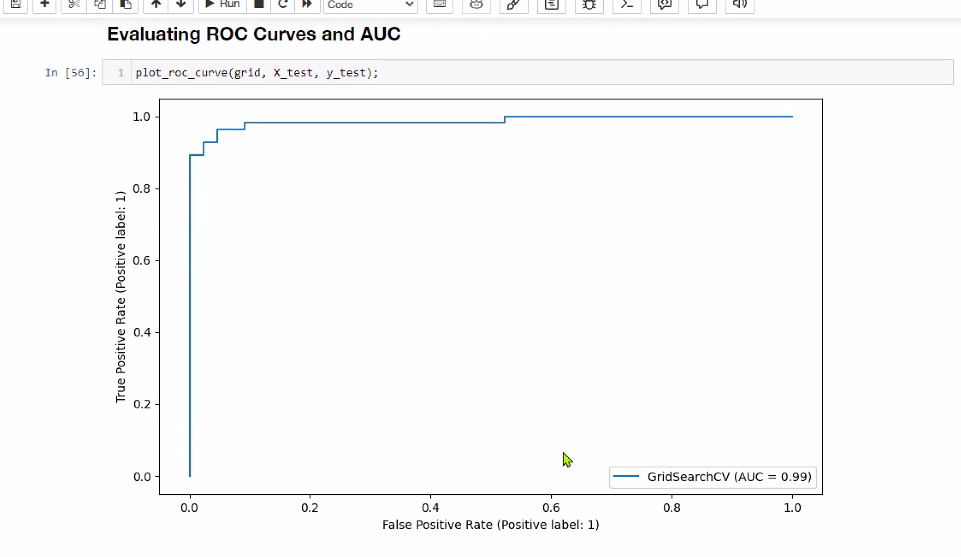 Run
Code
Evaluating ROC Curves and AUC
In [56]:
1 plot_roc_curve(grid, X_test, y_test);
1.0
0.8
0.6
0.4
0.2
0.0
True Positive Rate (Positive label: 1)
GridSearchCV (AUC = 0.99)
0.0 0.2 0.4 0.6 0.8 1.0
False Positive Rate (Positive label: 1)